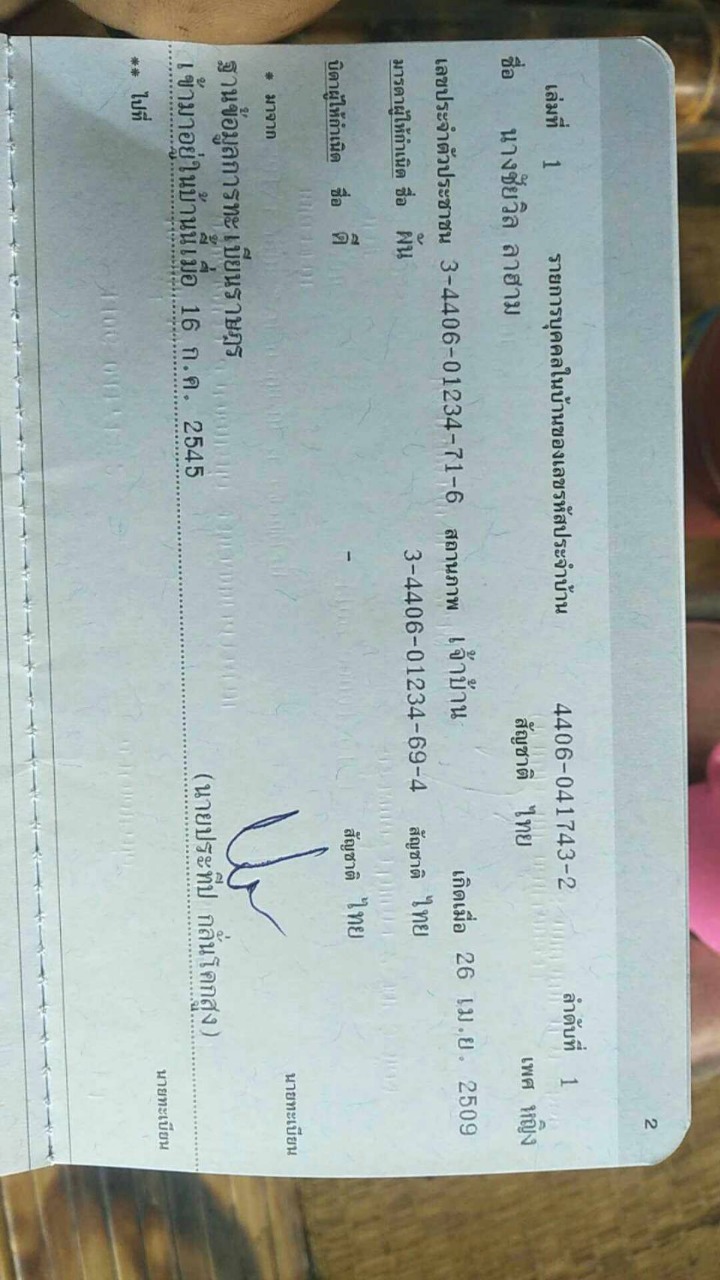 2
เล่มที่ 1 รายการบุคคลในบ้านของเลขรหัสประจำบ้าน 4406-041743-2 ลำดับที่ 1
ชื่อ นางชัยวิล ลาฮาม สัญชาติ ไทย เพศ หญิง
เลขประจำตัวประชาชน 3-4406-01234-71-6 สถานภาพ เจ้าบ้าน เกิดเมื่อ 26 เม.ย. 2509
มารดาผู้ให้กำเนิด ชื่อ ผัน 3-4406-01234-69-4 สัญชาติ ไทย
บิดาผู้ให้กำเนิด ชื่อ ดี - สัญชาติ ไทย
* มาจาก
ฐานข้อมูลการทะเบียนราษฎร นายทะเบียน
เข้ามาอยู่ในบ้านนี้เมื่อ 16 ก.ค. 2545 (นายประทีป กลั่นโคกสูง)
** ไปที่ นายทะเบียน